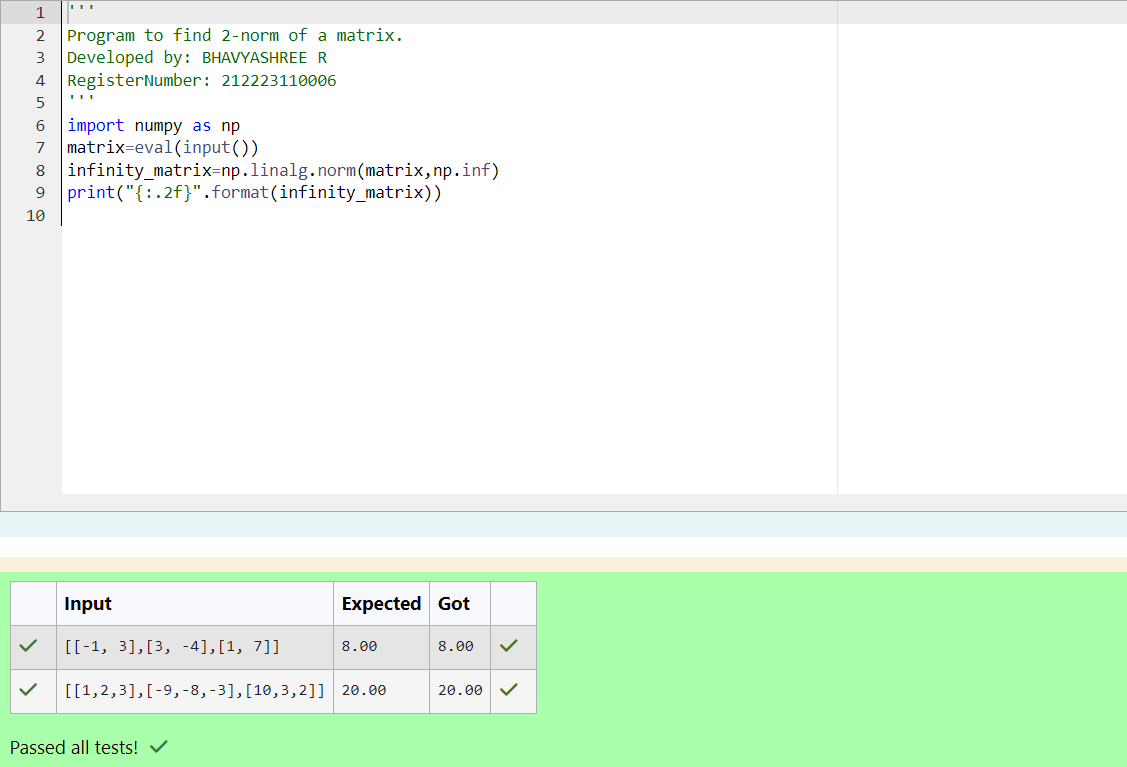 1 '''
2 Program to find 2-norm of a matrix.
3 Developed by: BHAVYASHREE R
4 RegisterNumber: 212223110006
5 '''
6 import numpy as np
7 matrix=eval(input())
8 infinity_matrix=np.linalg.norm(matrix,np.inf)
9 print("{:.2f}".format(infinity_matrix))
10
Input Expected Got
[[-1, 3],[3, -4],[1, 7]] 8.00 8.00
[[1,2,3],[-9,-8,-3],[10,3,2]] 20.00 20.00
Passed all tests!